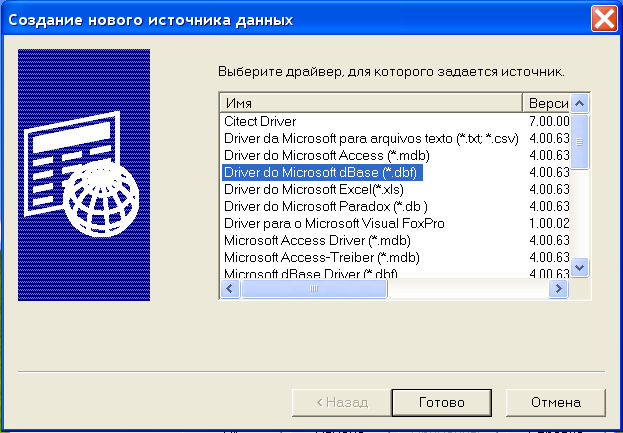 Создание нового источника данных
Выберите драйвер, для которого задается источник.
Имя Верси
Citect Driver 7.00.00
Driver da Microsoft para arquivos texto (*.txt; *.csv) 4.00.63
Driver do Microsoft Access (*.mdb) 4.00.63
Driver do Microsoft dBase (*.dbf) 4.00.63
Driver do Microsoft Excel(*.xls) 4.00.63
Driver do Microsoft Paradox (*.db ) 4.00.63
Driver para o Microsoft Visual FoxPro 1.00.02
Microsoft Access Driver (*.mdb) 4.00.63
Microsoft Access-Treiber (*.mdb) 4.00.63
Microsoft dBase Driver (*.dbf) 4.00.63
< Назад Готово Отмена